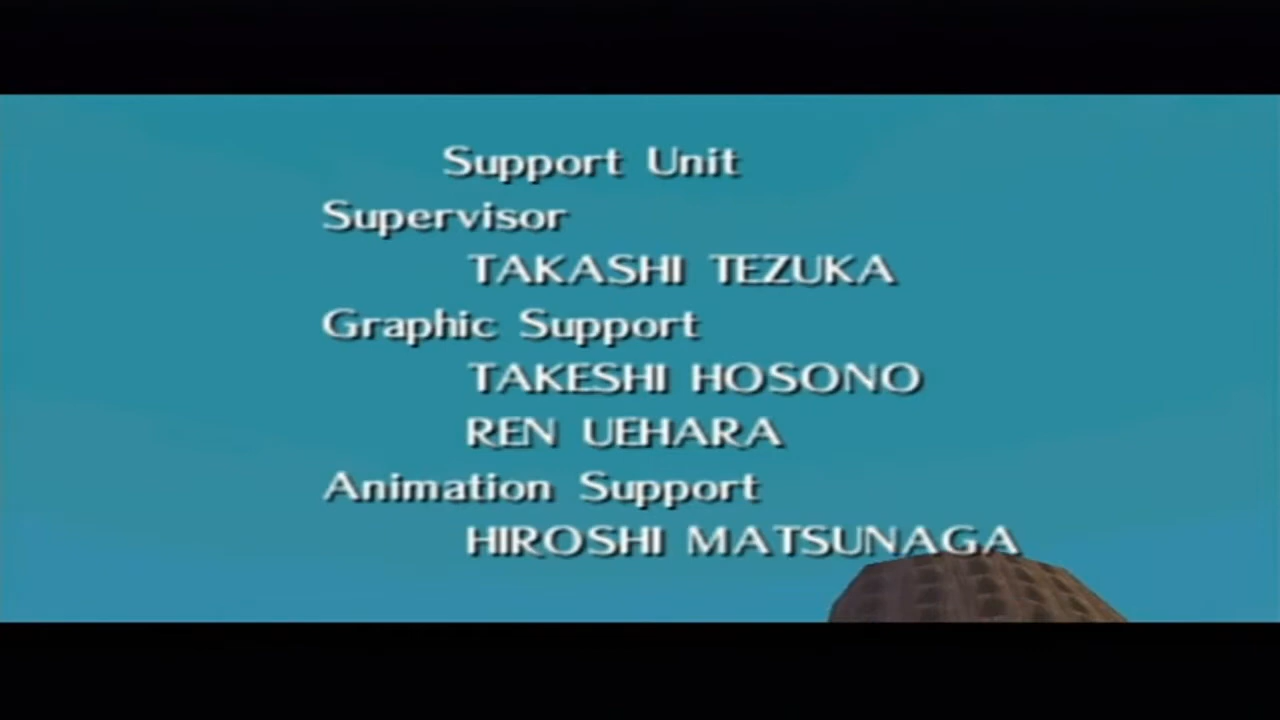 Support Unit
Supervisor
TAKASHI TEZUKA
Graphic Support
TAKESHI HOSONO
REN UEHARA
Animation Support
HIROSHI MATSUNAGA